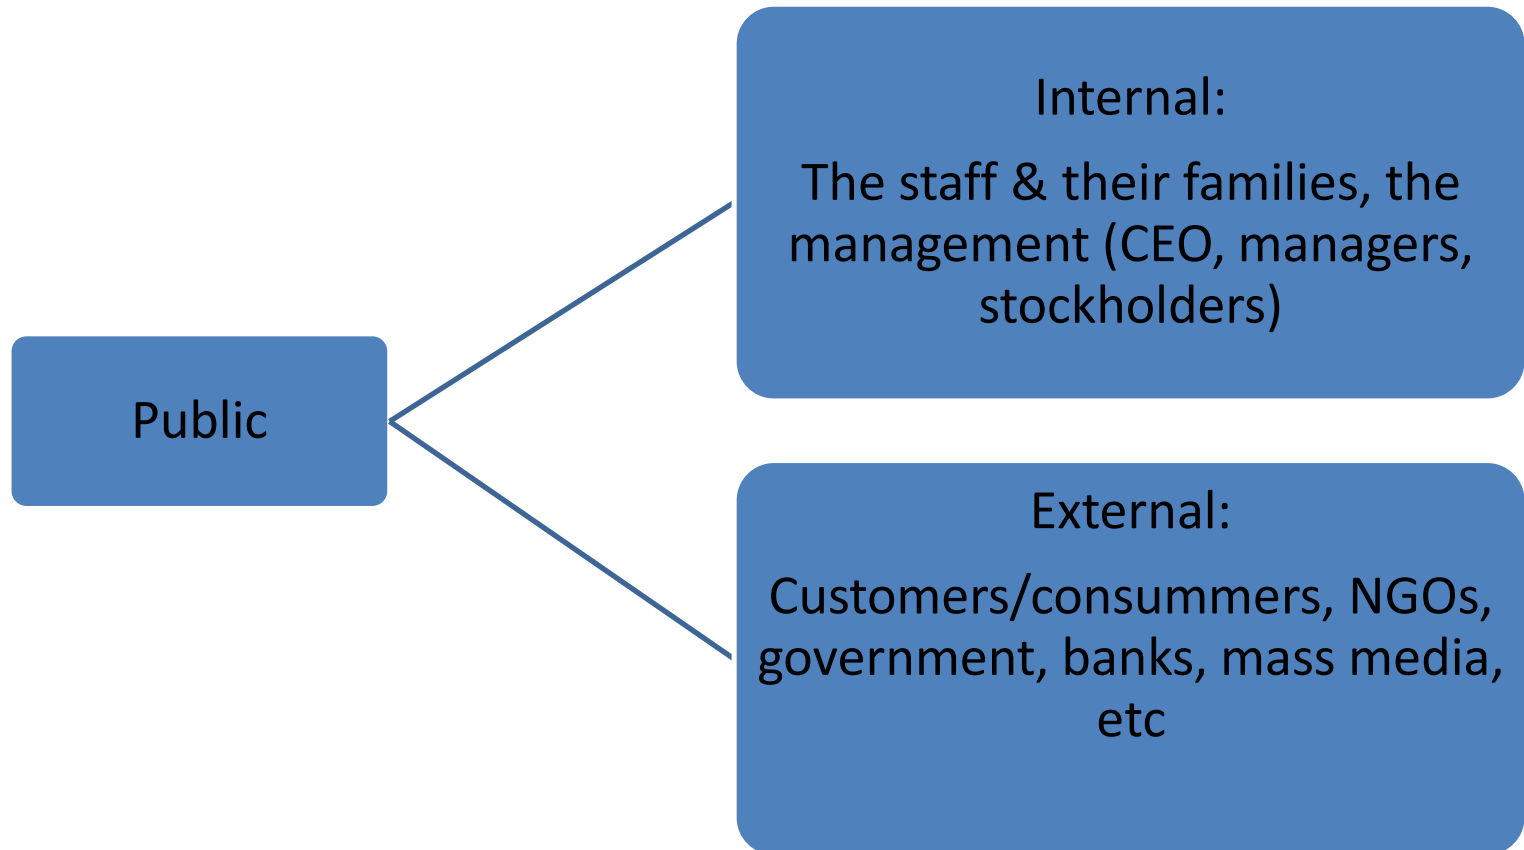 Public
Internal:
The staff & their families, the
management (CEO, managers,
stockholders)
External:
Customers/consummers, NGOs,
government, banks, mass media,
etc